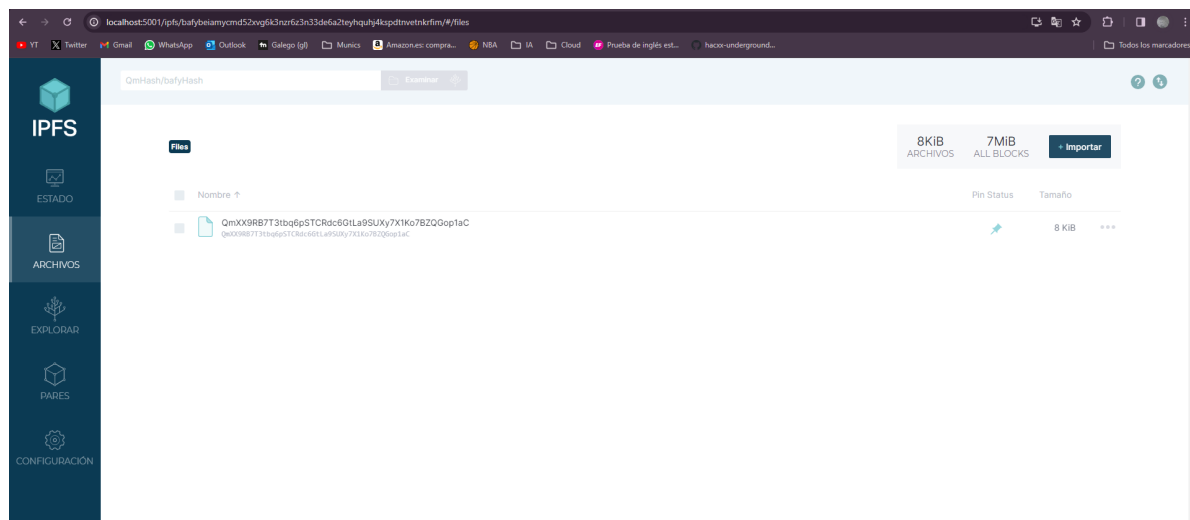 localhost:5001/ipfs/bafybeiamycmd52xvg6k3nzr6z3n33de6a2teyhquhj4kspdtnvetnkrfim/#/files
YT Twitter Gmail WhatsApp Outlook Galego (gl) Munics Amazon.es: compra... NBA IA Cloud Prueba de inglés est... hacxx-underground... Todos los marcadores
QmHash/bafyHash Examinar
IPFS
Files
8KiB 7MiB + Importar
ARCHIVOS ALL BLOCKS
ESTADO
Nombre ↑ Pin Status Tamaño
QmXX9RB7T3tbq6pSTCRdc6GtLa9SUXy7X1Ko7BZQGop1aC
QmXX9RB7T3tbq6pSTCRdc6GtLa9SUXy7X1Ko7BZQGop1aC 8 KiB
ARCHIVOS
EXPLORAR
PARES
CONFIGURACIÓN